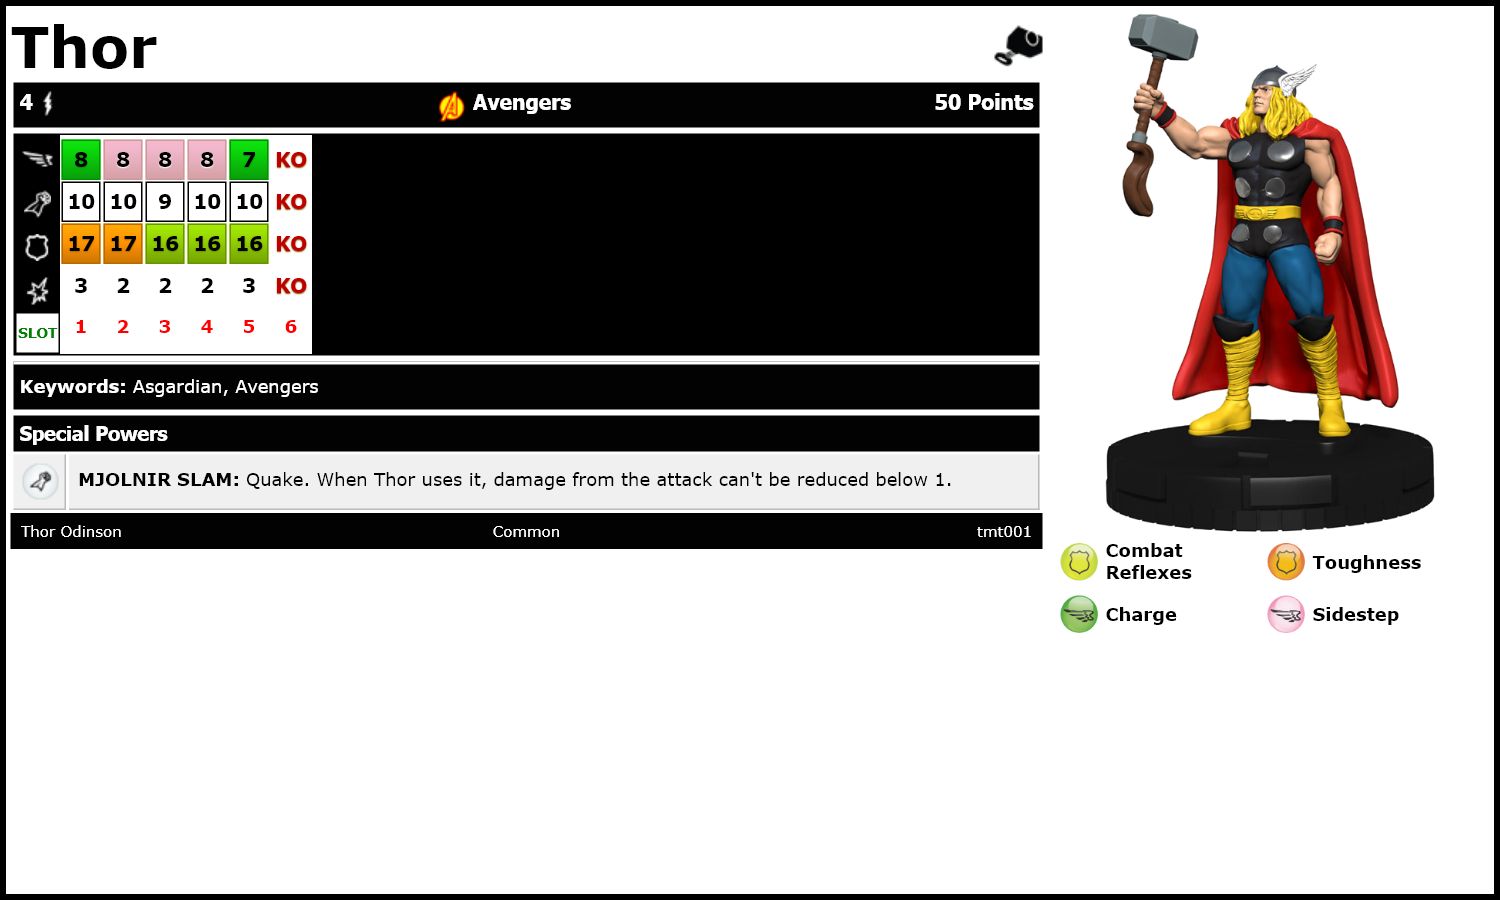 Thor
4 Avengers 50 Points
8 8 8 8 7 KO
10 10 9 10 10 KO
17 17 16 16 16 KO
3 2 2 2 3 KO
SLOT 1 2 3 4 5 6
Keywords: Asgardian, Avengers
Special Powers
MJOLNIR SLAM: Quake. When Thor uses it, damage from the attack can't be reduced below 1.
Thor Odinson Common tmt001
Combat
Reflexes
Toughness
Charge
Sidestep